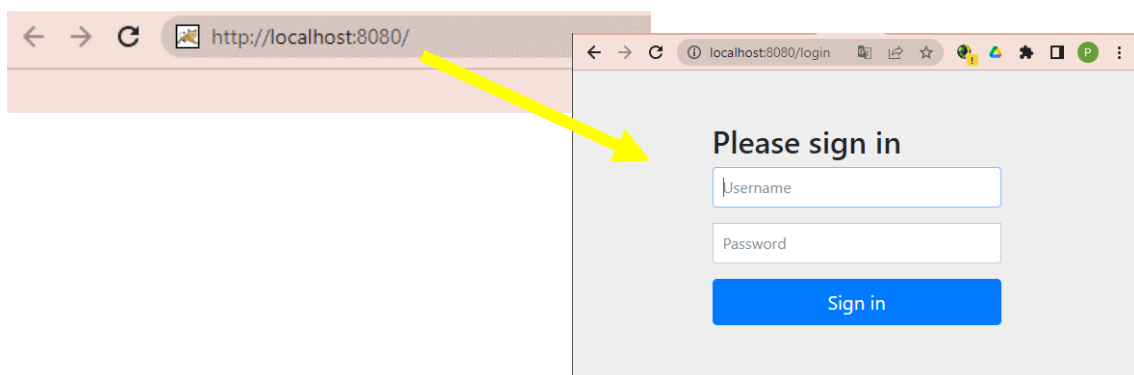 http://localhost:8080/
localhost:8080/login
P
Please sign in
Username
Password
Sign in